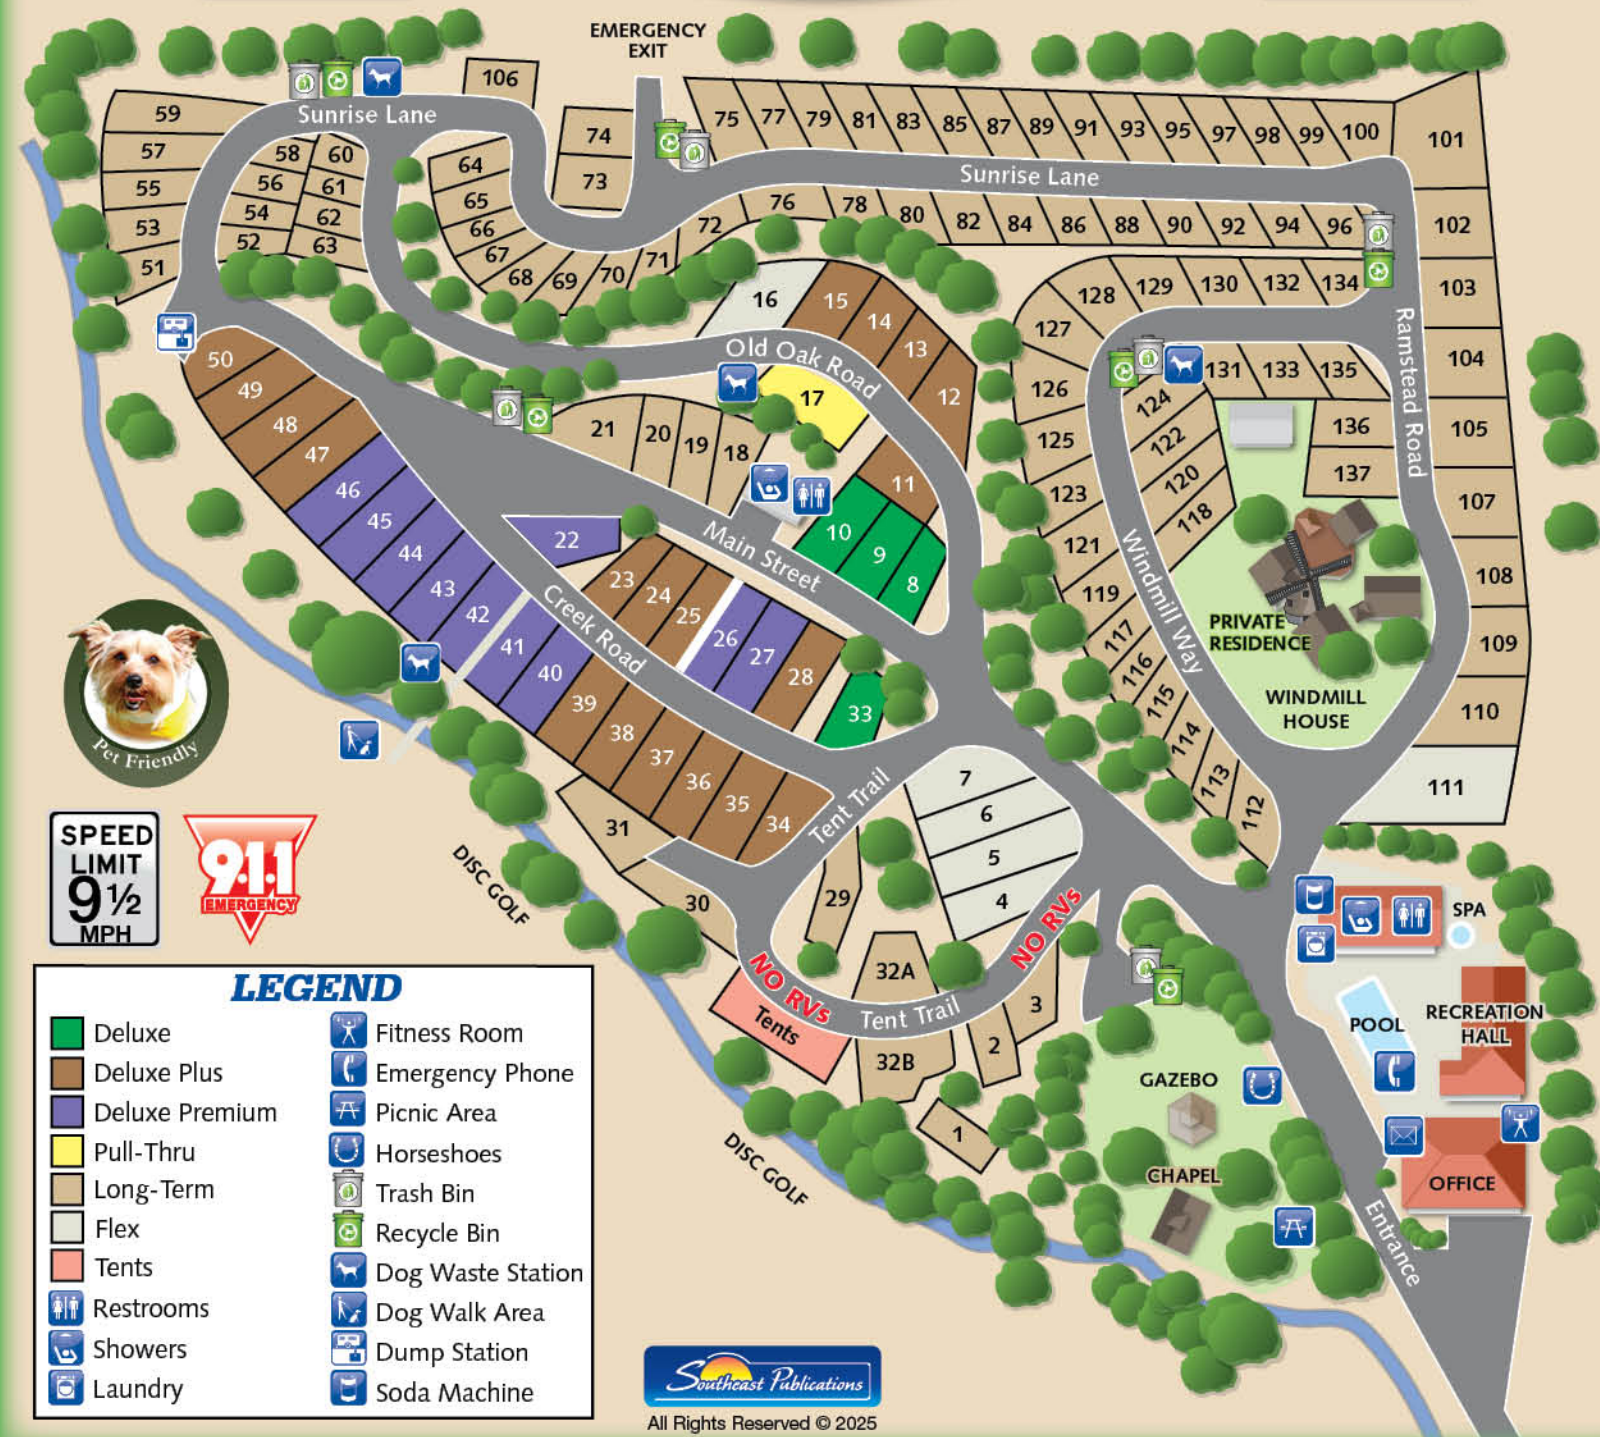 EMERGENCY
EXIT
106
59
Sunrise Lane
74
75 77 79 81 83 85 87 89 91 93 95 97 98 99 100
101
57
58
60
64
73
Sunrise Lane
55
56
61
65
76
78
80
82 84 86 88 90 92 94 96
102
53
54
62
66
72
52
63
67
71
51
68 69 70
16
15
14
13
12
128 129 130 132 134
103
127
Ramstead Road
104
50
Old Oak Road
131 133 135
49
17
126
124
136
105
48
21 20 19 18
125
122
47
137
46
11
123
120
107
45
22
Main Street
10
9
8
121
118
44
23
24
25
Windmill Way
108
43
Creek Road
119
42
26
27
28
117
PRIVATE
RESIDENCE
109
41
116
40
39
33
115
WINDMILL
HOUSE
110
Pet Friendly
38
37
36
35
34
114
113
112
111
Tent Trail
7
6
5
4
31
30
29
SPEED
LIMIT
9 ½
MPH
9.1.1
EMERGENCY
DISC GOLF
NO RVs
NO RVs
SPA
32A
Tents
Tent Trail
3
2
32B
1
POOL
RECREATION
HALL
GAZEBO
CHAPEL
OFFICE
DISC GOLF
Entrance
LEGEND
Deluxe
Deluxe Plus
Deluxe Premium
Pull-Thru
Long-Term
Flex
Tents
Restrooms
Showers
Laundry
Fitness Room
Emergency Phone
Picnic Area
Horseshoes
Trash Bin
Recycle Bin
Dog Waste Station
Dog Walk Area
Dump Station
Soda Machine
Southeast Publications
All Rights Reserved © 2025